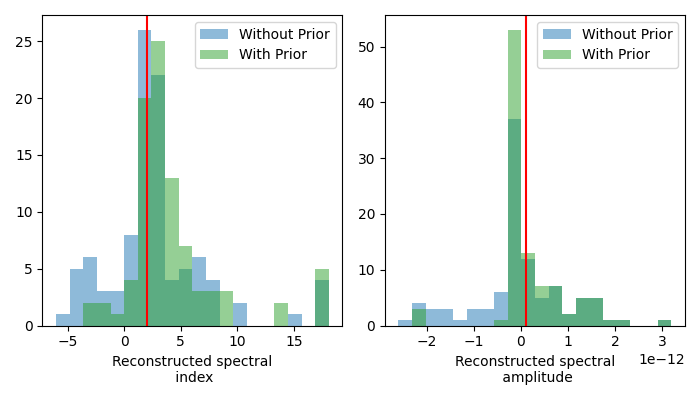 Without Prior
With Prior
25
20
15
10
5
0
−5
0
5
10
15
Reconstructed spectral
index
Without Prior
With Prior
50
40
30
20
10
0
−2
−1
0
1
2
3
1e−12
Reconstructed spectral
amplitude